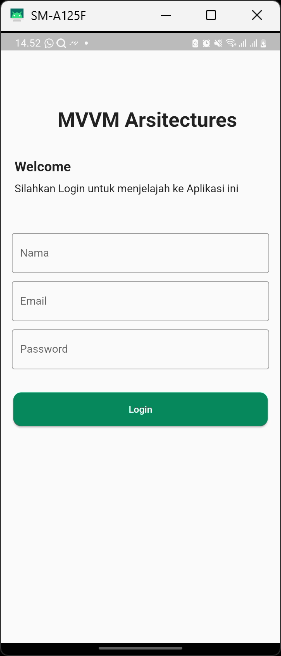 SM-A125F
14.52
MVVM Arsitectures
Welcome
Silahkan Login untuk menjelajah ke Aplikasi ini
Nama
Email
Password
Login